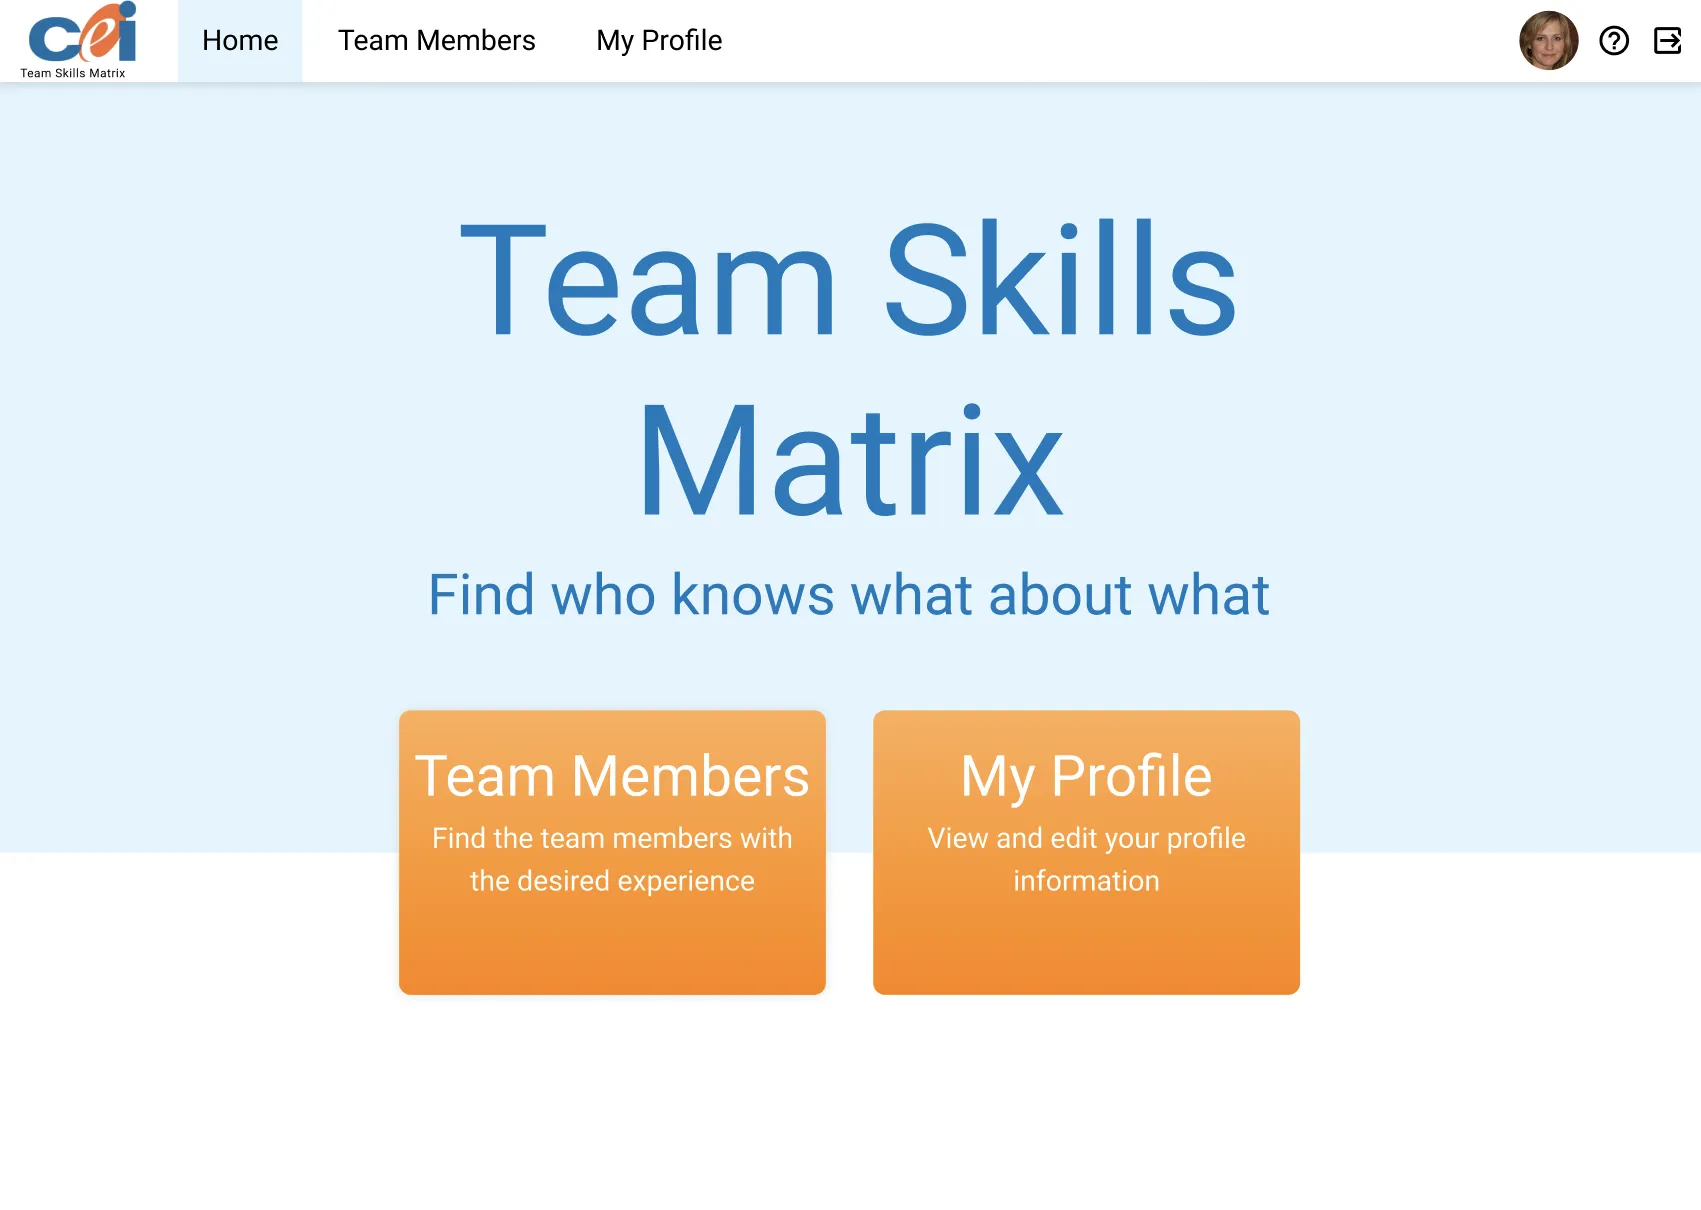 cei
Team Skills Matrix
Home
Team Members
My Profile
Team Skills
Matrix
Find who knows what about what
Team Members
Find the team members with
the desired experience
My Profile
View and edit your profile
information